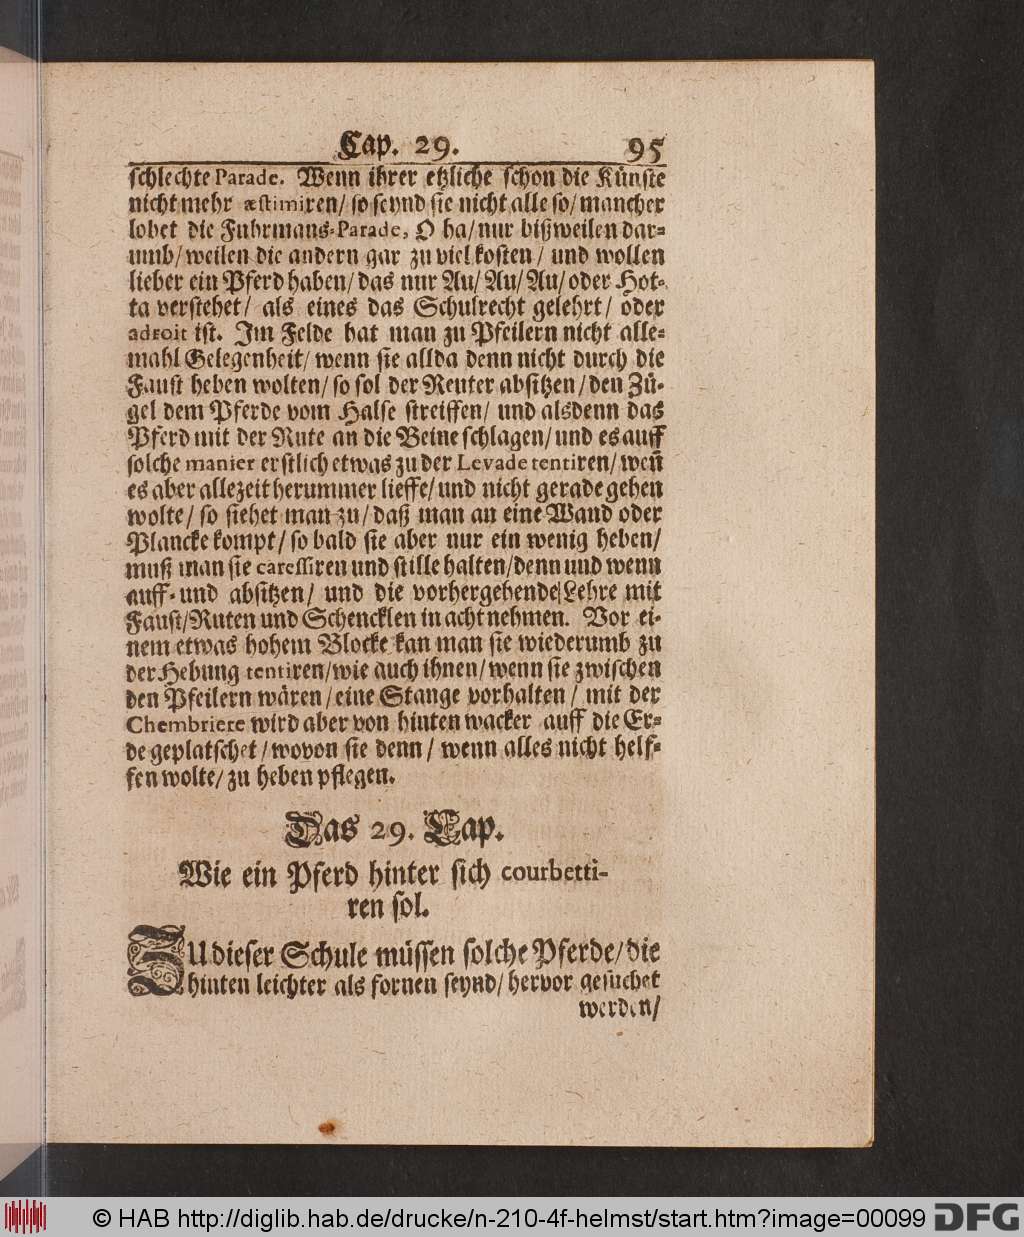 Cap. 29. 95
schlechte Parade. Wenn ihrer etzliche schon die Künste
nicht mehr æstimiren/ so seynd sie nicht alle so/ mancher
lobet die Fuhrmans-Parade, O ha/ nur bißweilen dar-
umb/ weilen die andern gar zu viel kosten/ und wollen
lieber ein Pferd haben/ das nur Au/ Au/ Au/ oder Hot-
ta verstehet/ als eines das Schulrecht gelehrt/ oder
adroit ist. Im Felde hat man zu Pfeilern nicht alle-
mahl Gelegenheit/ wenn sie allda denn nicht durch die
Faust heben wolten/ so sol der Reuter absitzen/ den Zü-
gel dem Pferde vom Halse streiffen/ und alsdenn das
Pferd mit der Rute an die Beine schlagen/ und es auff
solche manier erstlich etwas zu der Levade tentiren/ weñ
es aber allezeit herummer lieffe/ und nicht gerade gehen
wolte/ so siehet man zu/ daß man an eine Wand oder
Plancke kompt/ so bald sie aber nur ein wenig heben/
muß man sie caressiren und stille halten/ denn und wenn
auff- und absitzen/ und die vorhergehende Lehre mit
Faust/ Ruten und Schencklen in acht nehmen. Vor ei-
nem etwas hohem Blocke kan man sie wiederumb zu
der Hebung tentiren/ wie auch ihnen/ wenn sie zwischen
den Pfeilern wären/ eine Stange vorhalten/ mit der
Chembriere wird aber von hinten wacker auff die Er-
de geplatschet/ wovon sie denn/ wenn alles nicht helf-
fen wolte/ zu heben pflegen.
Das 29. Cap.
Wie ein Pferd hinter sich courbetti-
ren sol.
ZU dieser Schule müssen solche Pferde/ die
hinten leichter als fornen seynd/ hervor gesuchet
werden/
© HAB http://diglib.hab.de/drucke/n-210-4f-helmst/start.htm?image=00099 DFG